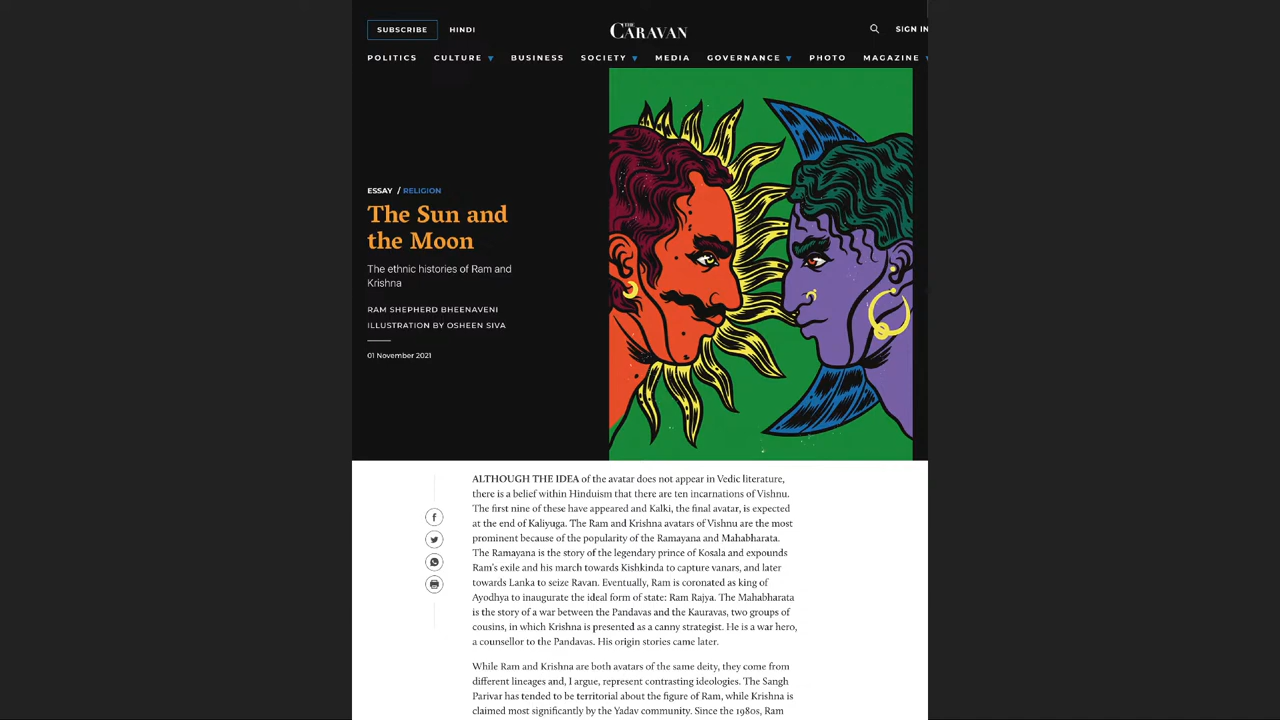 SUBSCRIBE HINDI THE CARAVAN SIGN IN
POLITICS CULTURE ▼ BUSINESS SOCIETY ▼ MEDIA GOVERNANCE ▼ PHOTO MAGAZINE
ESSAY / RELIGION
The Sun and
the Moon
The ethnic histories of Ram and
Krishna
RAM SHEPHERD BHEENAVENI
ILLUSTRATION BY OSHEEN SIVA
01 November 2021
ALTHOUGH THE IDEA of the avatar does not appear in Vedic literature,
there is a belief within Hinduism that there are ten incarnations of Vishnu.
The first nine of these have appeared and Kalki, the final avatar, is expected
at the end of Kaliyuga. The Ram and Krishna avatars of Vishnu are the most
prominent because of the popularity of the Ramayana and Mahabharata.
The Ramayana is the story of the legendary prince of Kosala and expounds
Ram's exile and his march towards Kishkinda to capture vanars, and later
towards Lanka to seize Ravan. Eventually, Ram is coronated as king of
Ayodhya to inaugurate the ideal form of state: Ram Rajya. The Mahabharata
is the story of a war between the Pandavas and the Kauravas, two groups of
cousins, in which Krishna is presented as a canny strategist. He is a war hero,
a counsellor to the Pandavas. His origin stories came later.
While Ram and Krishna are both avatars of the same deity, they come from
different lineages and, I argue, represent contrasting ideologies. The Sangh
Parivar has tended to be territorial about the figure of Ram, while Krishna is
claimed most significantly by the Yadav community. Since the 1980s, Ram